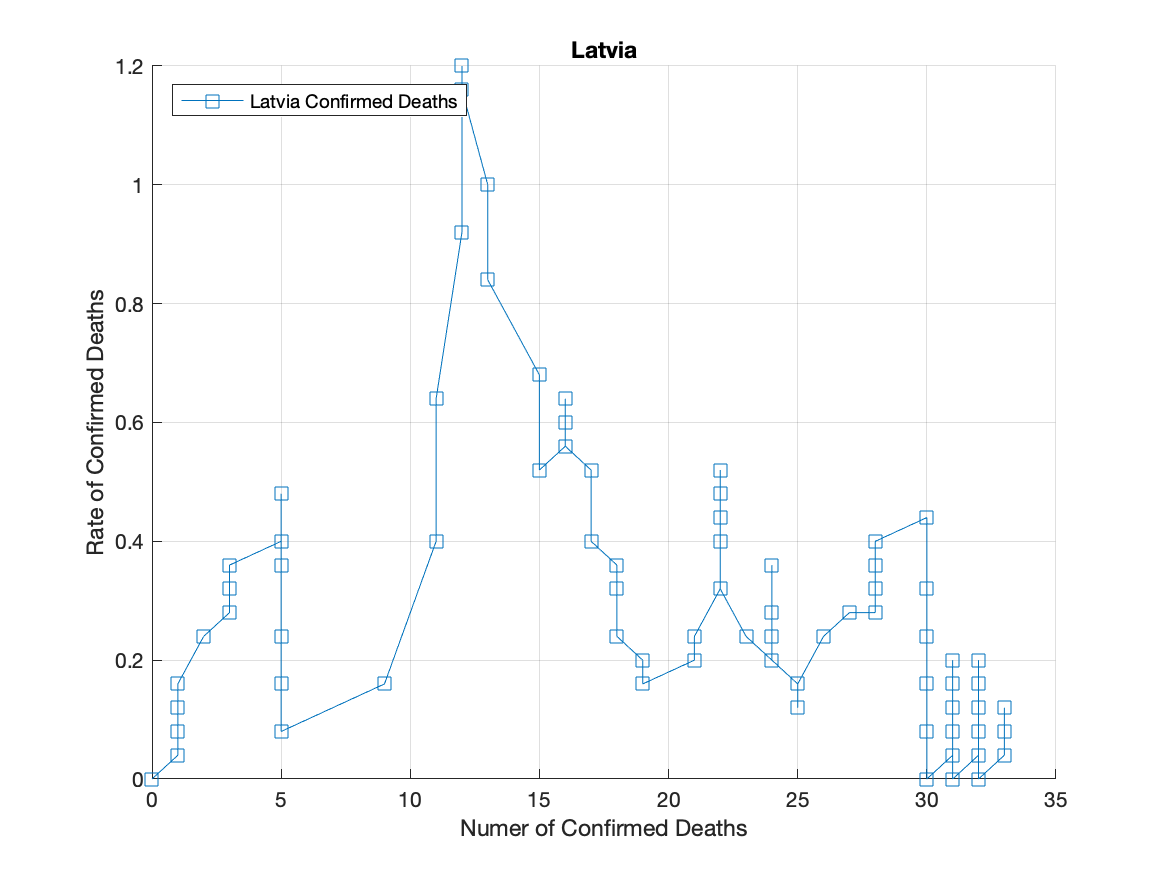 Latvia
Latvia Confirmed Deaths
1.2
1
0.8
0.6
0.4
0.2
0
Rate of Confirmed Deaths
0 5 10 15 20 25 30 35
Numer of Confirmed Deaths